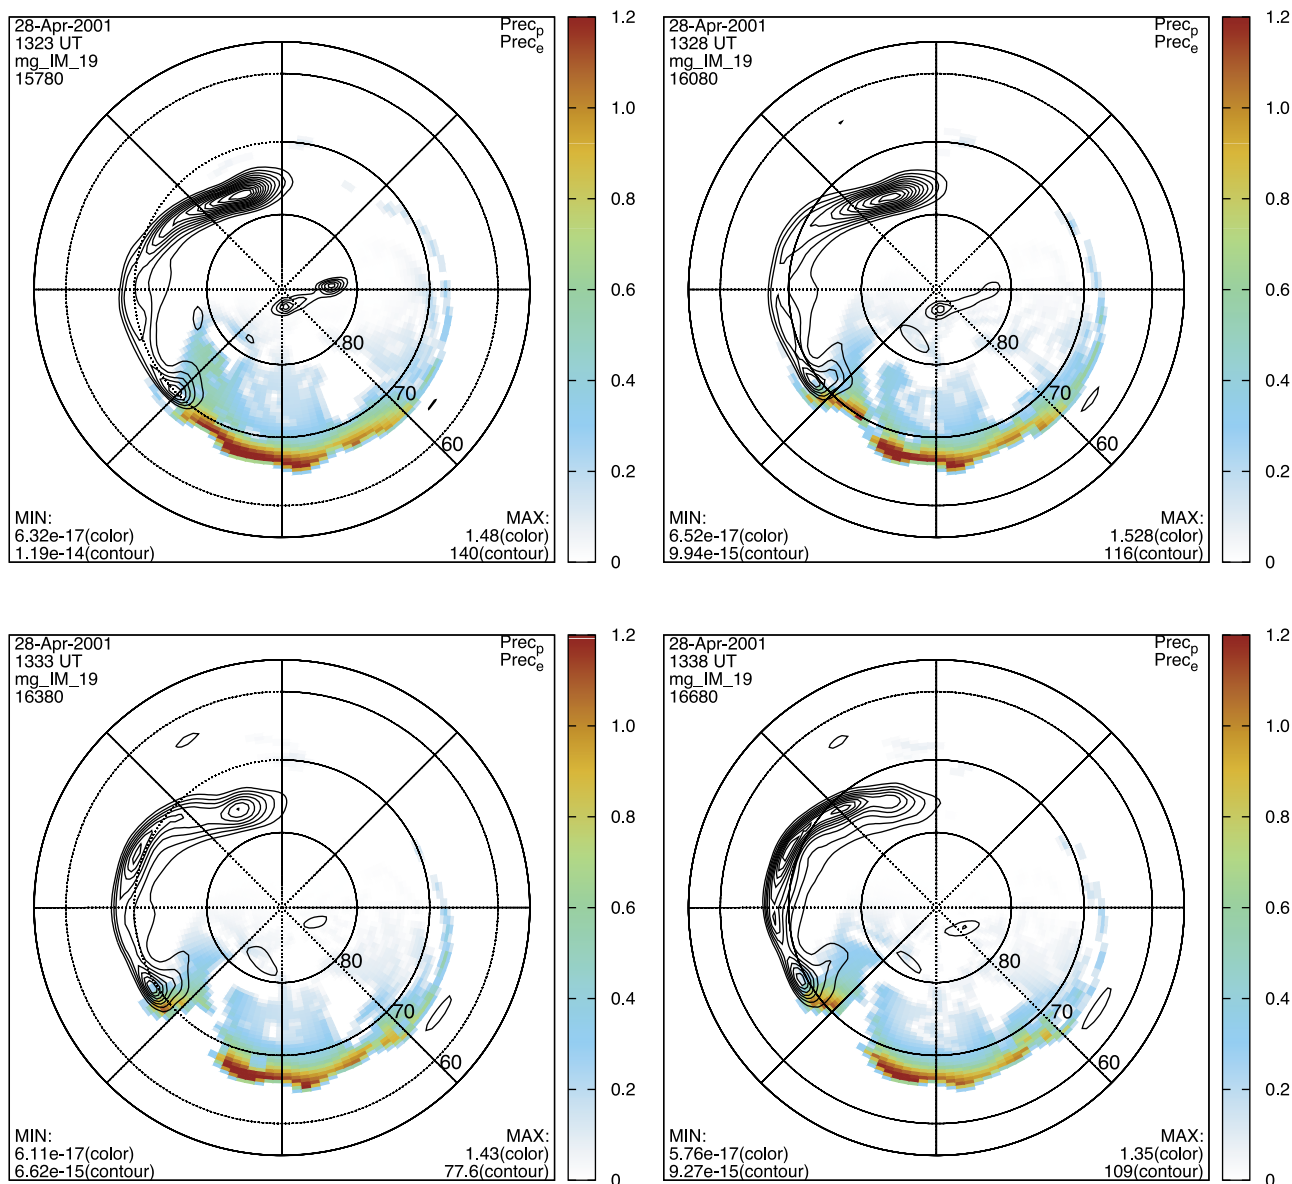 28-Apr-2001
1323 UT
mg_IM_19
15780
Prec_p
Prec_e
80
70
60
MIN:
6.32e-17(color)
1.19e-14(contour)
MAX:
1.48(color)
140(contour)
1.2
1.0
0.8
0.6
0.4
0.2
0
28-Apr-2001
1328 UT
mg_IM_19
16080
Prec_p
Prec_e
80
70
60
MIN:
6.52e-17(color)
9.94e-15(contour)
MAX:
1.528(color)
116(contour)
1.2
1.0
0.8
0.6
0.4
0.2
0
28-Apr-2001
1333 UT
mg_IM_19
16380
Prec_p
Prec_e
80
70
60
MIN:
6.11e-17(color)
6.62e-15(contour)
MAX:
1.43(color)
77.6(contour)
1.2
1.0
0.8
0.6
0.4
0.2
0
28-Apr-2001
1338 UT
mg_IM_19
16680
Prec_p
Prec_e
80
70
60
MIN:
5.76e-17(color)
9.27e-15(contour)
MAX:
1.35(color)
109(contour)
1.2
1.0
0.8
0.6
0.4
0.2
0